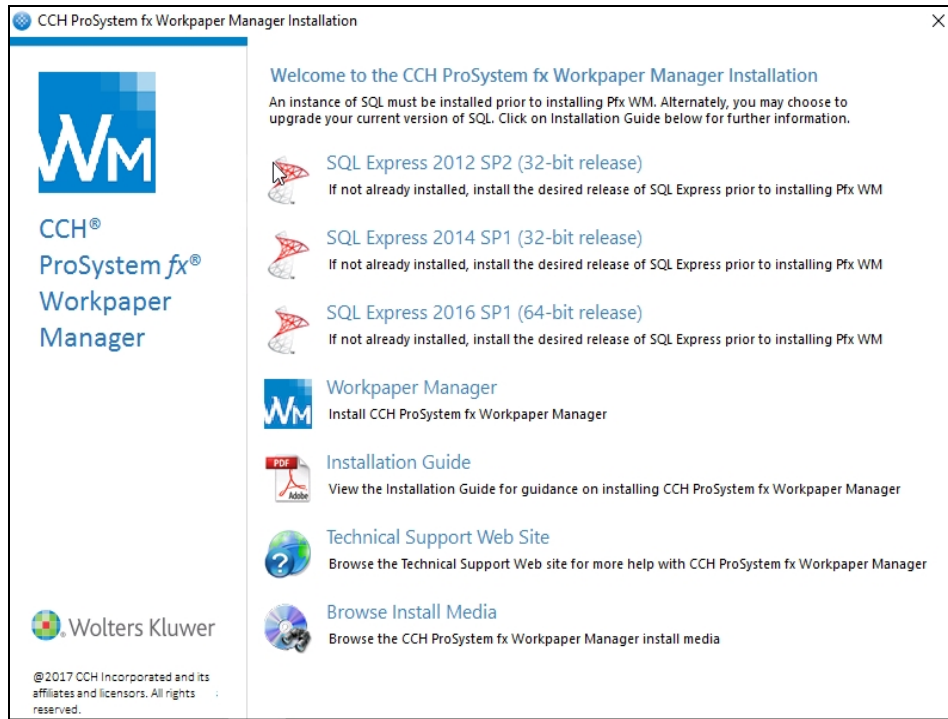 CCH ProSystem fx Workpaper Manager Installation
WM
CCH®
ProSystem fx®
Workpaper
Manager
Wolters Kluwer
@2017 CCH Incorporated and its
affiliates and licensors. All rights
reserved.
Welcome to the CCH ProSystem fx Workpaper Manager Installation
An instance of SQL must be installed prior to installing Pfx WM. Alternately, you may choose to
upgrade your current version of SQL. Click on Installation Guide below for further information.
SQL Express 2012 SP2 (32-bit release)
If not already installed, install the desired release of SQL Express prior to installing Pfx WM
SQL Express 2014 SP1 (32-bit release)
If not already installed, install the desired release of SQL Express prior to installing Pfx WM
SQL Express 2016 SP1 (64-bit release)
If not already installed, install the desired release of SQL Express prior to installing Pfx WM
WM
Workpaper Manager
Install CCH ProSystem fx Workpaper Manager
PDF
Adobe
Installation Guide
View the Installation Guide for guidance on installing CCH ProSystem fx Workpaper Manager
?
Technical Support Web Site
Browse the Technical Support Web site for more help with CCH ProSystem fx Workpaper Manager
Browse Install Media
Browse the CCH ProSystem fx Workpaper Manager install media